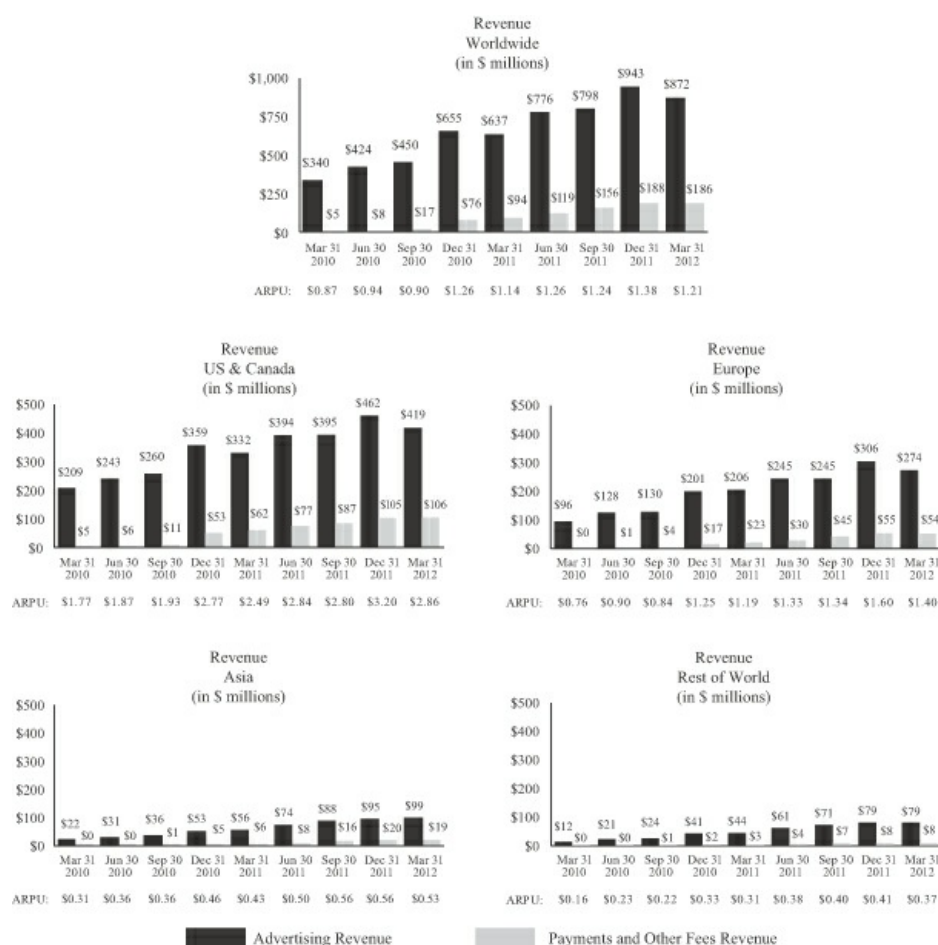 Revenue
Worldwide
(in $ millions)
$1,000
$750
$500
$250
$0
$340 $424 $450 $655 $637 $776 $798 $943 $872
$5 $8 $17 $76 $94 $119 $156 $188 $186
Mar 31 Jun 30 Sep 30 Dec 31 Mar 31 Jun 30 Sep 30 Dec 31 Mar 31
2010 2010 2010 2010 2011 2011 2011 2011 2012
ARPU: $0.87 $0.94 $0.90 $1.26 $1.14 $1.26 $1.24 $1.38 $1.21
Revenue
US & Canada
(in $ millions)
$500
$400
$300
$200
$100
$0
$209 $243 $260 $359 $332 $394 $395 $462 $419
$5 $6 $11 $53 $62 $77 $87 $105 $106
Mar 31 Jun 30 Sep 30 Dec 31 Mar 31 Jun 30 Sep 30 Dec 31 Mar 31
2010 2010 2010 2010 2011 2011 2011 2011 2012
ARPU: $1.77 $1.87 $1.93 $2.77 $2.49 $2.84 $2.80 $3.20 $2.86
Revenue
Europe
(in $ millions)
$500
$400
$300
$200
$100
$0
$96 $128 $130 $201 $206 $245 $245 $306 $274
$0 $1 $4 $17 $23 $30 $45 $55 $54
Mar 31 Jun 30 Sep 30 Dec 31 Mar 31 Jun 30 Sep 30 Dec 31 Mar 31
2010 2010 2010 2010 2011 2011 2011 2011 2012
ARPU: $0.76 $0.90 $0.84 $1.25 $1.19 $1.33 $1.34 $1.60 $1.40
Revenue
Asia
(in $ millions)
$500
$400
$300
$200
$100
$0
$22 $31 $36 $53 $56 $74 $88 $95 $99
$0 $0 $1 $5 $6 $8 $16 $20 $19
Mar 31 Jun 30 Sep 30 Dec 31 Mar 31 Jun 30 Sep 30 Dec 31 Mar 31
2010 2010 2010 2010 2011 2011 2011 2011 2012
ARPU: $0.31 $0.36 $0.36 $0.46 $0.43 $0.50 $0.56 $0.56 $0.53
Revenue
Rest of World
(in $ millions)
$500
$400
$300
$200
$100
$0
$12 $21 $24 $41 $44 $61 $71 $79 $79
$0 $0 $1 $2 $3 $4 $7 $8 $8
Mar 31 Jun 30 Sep 30 Dec 31 Mar 31 Jun 30 Sep 30 Dec 31 Mar 31
2010 2010 2010 2010 2011 2011 2011 2011 2012
ARPU: $0.16 $0.23 $0.22 $0.33 $0.31 $0.38 $0.40 $0.41 $0.37
Advertising Revenue
Payments and Other Fees Revenue